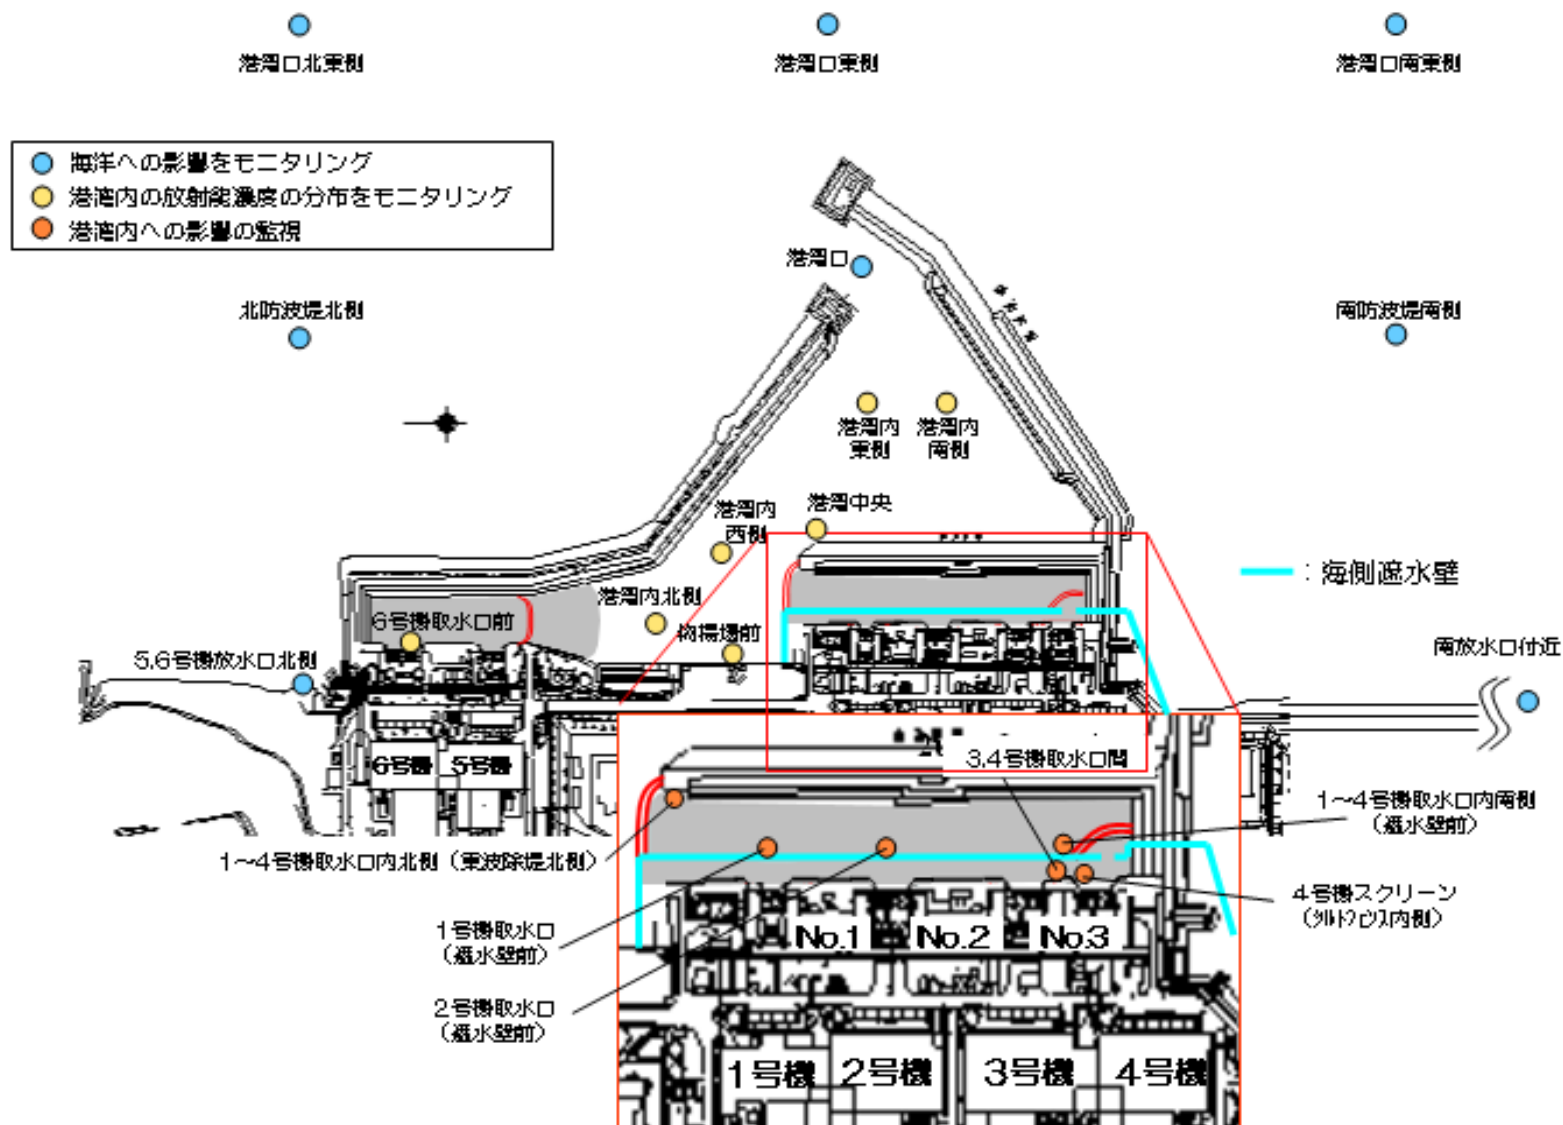 港湾口北東側
港湾口東側
港湾口南東側
海洋への影響をモニタリング
港湾内の放射能濃度の分布をモニタリング
港湾内への影響の監視
港湾口
北防波堤北側
南防波堤南側
港湾内
東側
港湾内
南側
港湾内
西側
港湾中央
：海側遮水壁
港湾内北側
6号機取水口前
物揚場前
5,6号機放水口北側
南放水口付近
6号機
5号機
3,4号機取水口間
1～4号機取水口内南側
（遮水壁前）
1～4号機取水口内北側（東波除堤北側）
4号機スクリーン
（シルトフェンス内側）
1号機取水口
（遮水壁前）
No.1
No.2
No.3
2号機取水口
（遮水壁前）
1号機
2号機
3号機
4号機